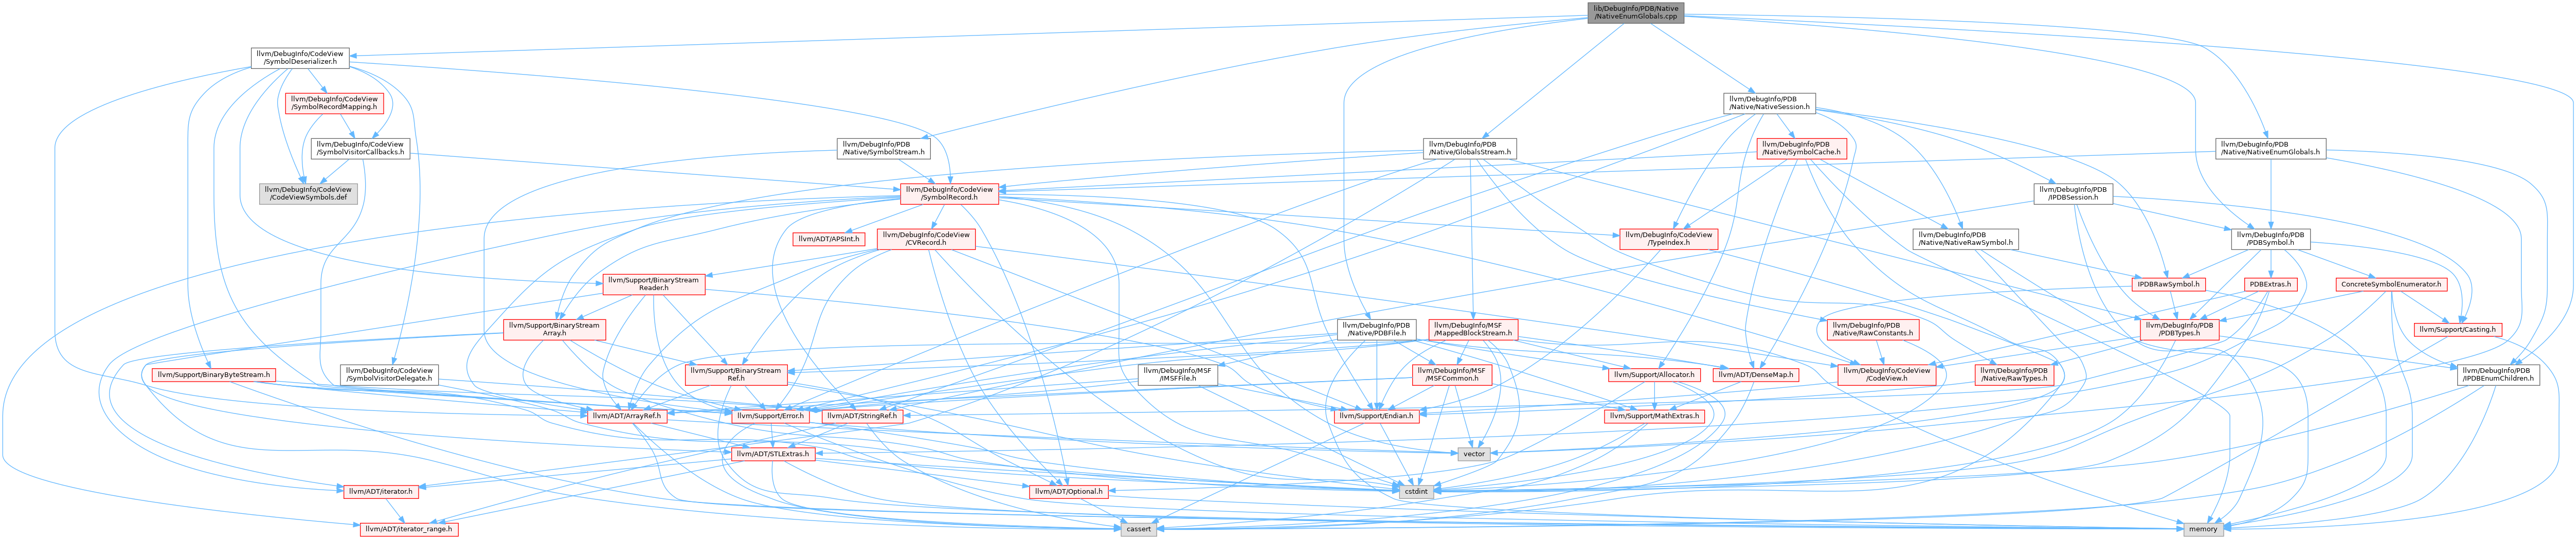 lib/DebugInfo/PDB/Native
/NativeEnumGlobals.cpp
llvm/DebugInfo/CodeView
/SymbolDeserializer.h
llvm/DebugInfo/CodeView
/SymbolRecordMapping.h
llvm/DebugInfo/PDB
/Native/NativeSession.h
llvm/DebugInfo/CodeView
/SymbolVisitorCallbacks.h
llvm/DebugInfo/PDB
/Native/SymbolStream.h
llvm/DebugInfo/PDB
/Native/GlobalsStream.h
llvm/DebugInfo/PDB
/Native/SymbolCache.h
llvm/DebugInfo/PDB
/Native/NativeEnumGlobals.h
llvm/DebugInfo/CodeView
/CodeViewSymbols.def
llvm/DebugInfo/CodeView
/SymbolRecord.h
llvm/DebugInfo/PDB
/IPDBSession.h
llvm/ADT/APSInt.h
llvm/DebugInfo/CodeView
/CVRecord.h
llvm/DebugInfo/CodeView
/TypeIndex.h
llvm/DebugInfo/PDB
/Native/NativeRawSymbol.h
llvm/DebugInfo/PDB
/PDBSymbol.h
llvm/Support/BinaryStream
Reader.h
IPDBRawSymbol.h
PDBExtras.h
ConcreteSymbolEnumerator.h
llvm/Support/BinaryStream
Array.h
llvm/DebugInfo/PDB
/Native/PDBFile.h
llvm/DebugInfo/MSF
/MappedBlockStream.h
llvm/DebugInfo/PDB
/Native/RawConstants.h
llvm/DebugInfo/PDB
/PDBTypes.h
llvm/Support/Casting.h
llvm/Support/BinaryByteStream.h
llvm/DebugInfo/CodeView
/SymbolVisitorDelegate.h
llvm/Support/BinaryStream
Ref.h
llvm/DebugInfo/MSF
/IMSFFile.h
llvm/DebugInfo/MSF
/MSFCommon.h
llvm/Support/Allocator.h
llvm/ADT/DenseMap.h
llvm/DebugInfo/CodeView
/CodeView.h
llvm/DebugInfo/PDB
/Native/RawTypes.h
llvm/DebugInfo/PDB
/IPDBEnumChildren.h
llvm/ADT/ArrayRef.h
llvm/Support/Error.h
llvm/ADT/StringRef.h
llvm/Support/Endian.h
llvm/Support/MathExtras.h
llvm/ADT/STLExtras.h
vector
llvm/ADT/iterator.h
llvm/ADT/Optional.h
cstdint
llvm/ADT/iterator_range.h
cassert
memory